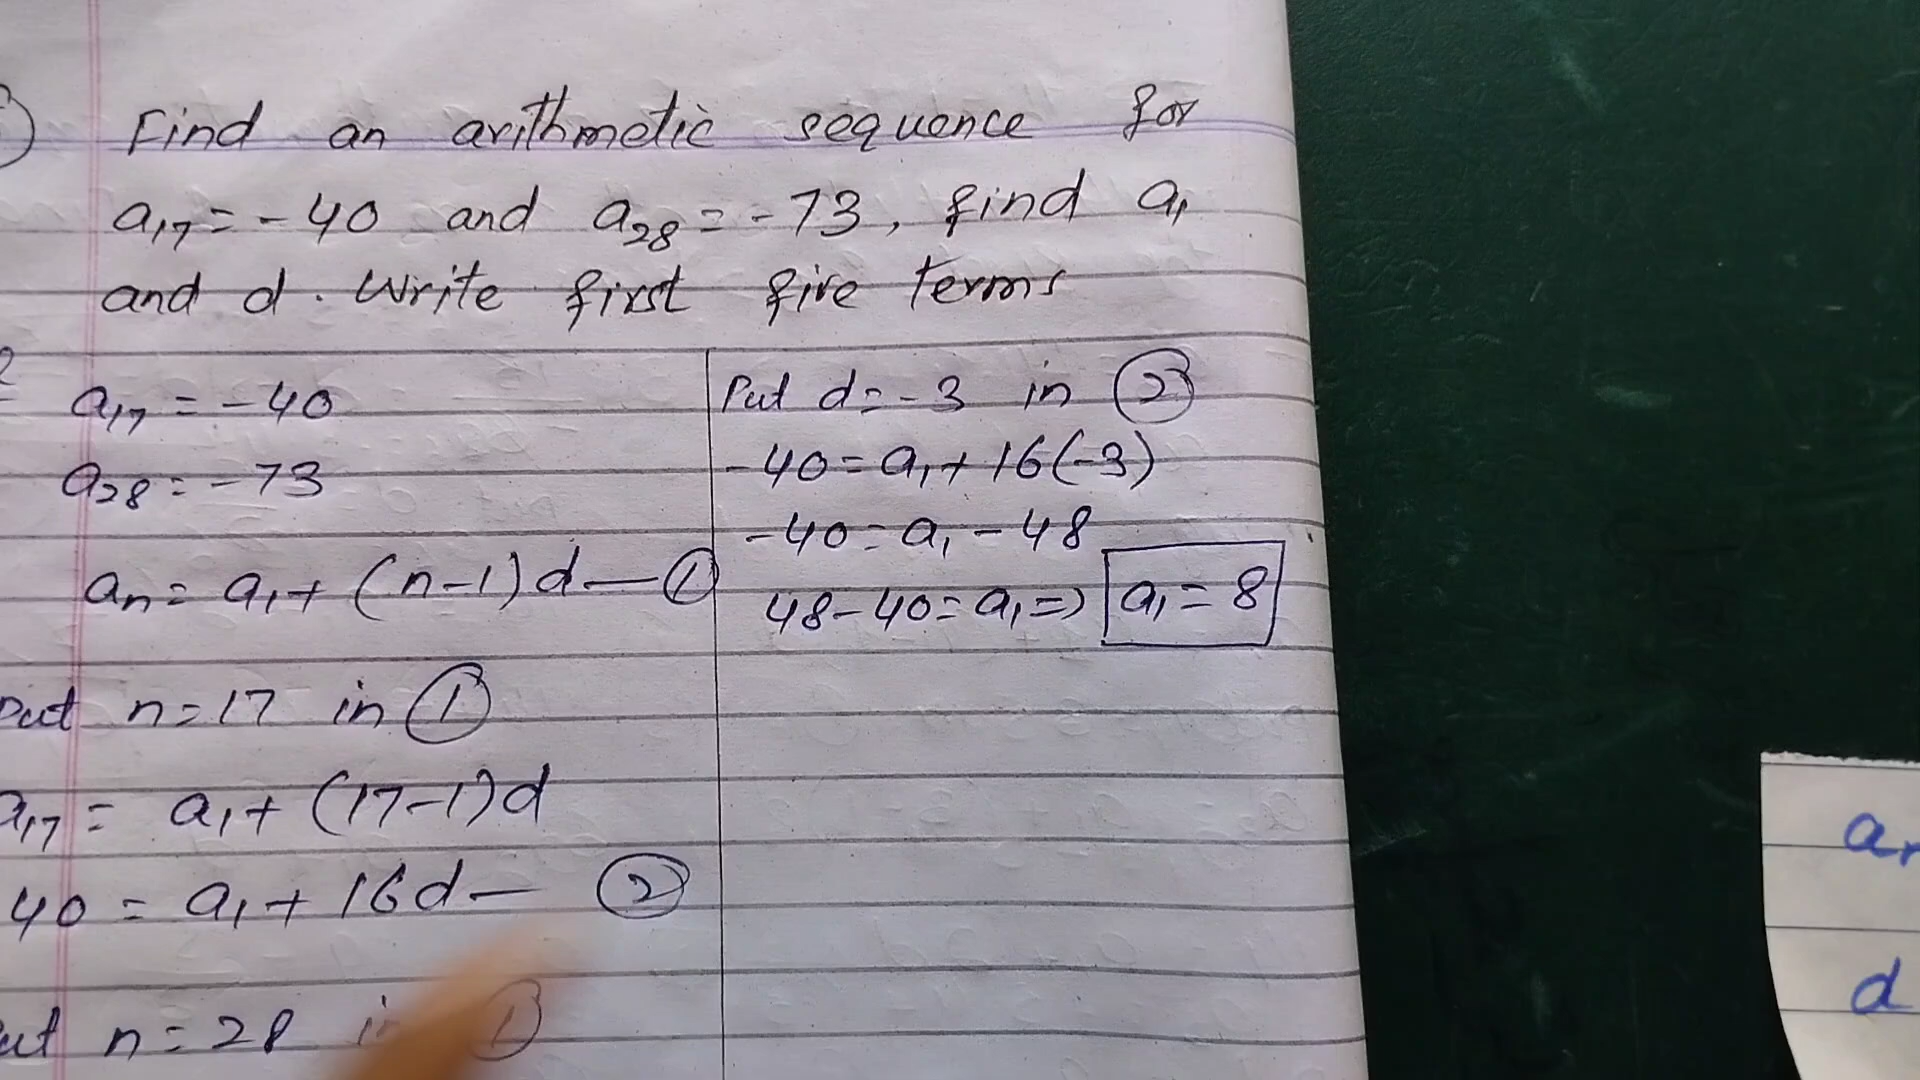 Find an arithmetic sequence for
a₁₇ = -40 and a₂₈ = -73, find a₁
and d. Write first five terms
a₁₇ = -40
a₂₈ = -73
aₙ = a₁ + (n-1)d — ①
Put n=17 in ①
a₁₇ = a₁ + (17-1)d
40 = a₁ + 16d — ②
n = 28 ①
Put d = -3 in ②
-40 = a₁ + 16(-3)
-40 = a₁ - 48
48-40 = a₁ => a₁ = 8
d